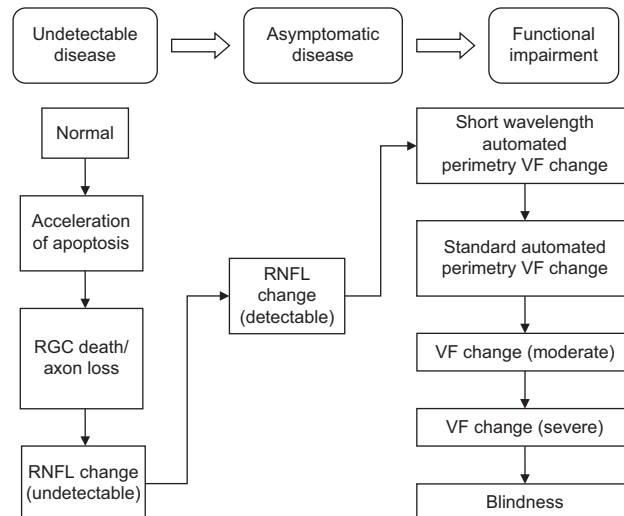 Undetectable
disease
Asymptomatic
disease
Functional
impairment
Normal
Acceleration
of apoptosis
RGC death/
axon loss
RNFL change
(undetectable)
RNFL
change
(detectable)
Short wavelength
automated
perimetry VF change
Standard automated
perimetry VF change
VF change (moderate)
VF change (severe)
Blindness